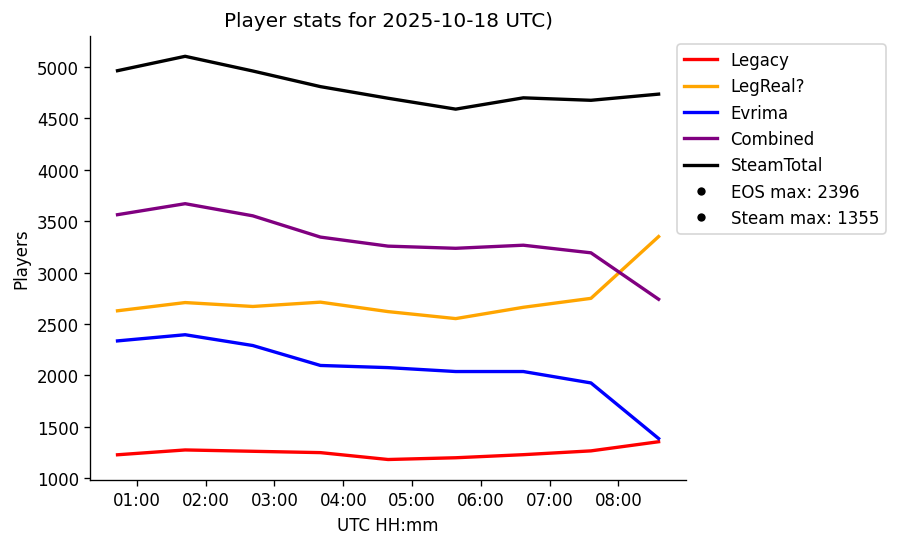 Player stats for 2025-10-18 UTC)
Players
5000
4500
4000
3500
3000
2500
2000
1500
1000
01:00 02:00 03:00 04:00 05:00 06:00 07:00 08:00
UTC HH:mm
Legacy
LegReal?
Evrima
Combined
SteamTotal
EOS max: 2396
Steam max: 1355